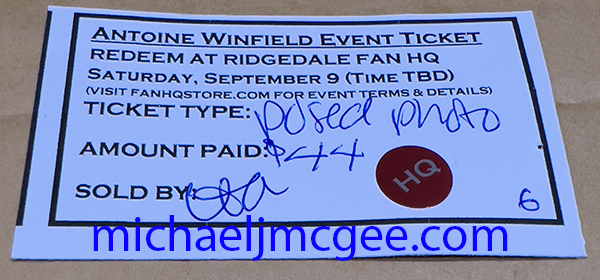 ANTOINE WINFIELD EVENT TICKET
REDEEM AT RIDGEDALE FAN HQ
SATURDAY, SEPTEMBER 9 (TIME TBD)
(VISIT FANHQSTORE.COM FOR EVENT TERMS & DETAILS)
TICKET TYPE: posed photo
AMOUNT PAID: $44
SOLD BY:
HQ
6
michaeljmcgee.com